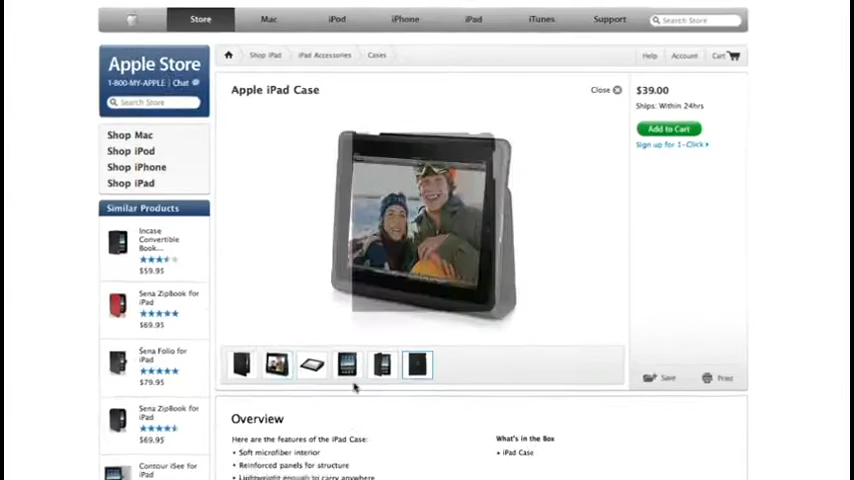 Store
Mac
iPod
iPhone
iPad
iTunes
Support
Search Store
Apple Store
1-800-MY-APPLE | Chat
Search Store
Shop iPad
iPad Accessories
Cases
Help
Account
Cart
Shop Mac
Shop iPod
Shop iPhone
Shop iPad
Similar Products
Incase
Convertible
Book...
$59.95
Sena ZipBook for
iPad
$69.95
Sena Folio for
iPad
$79.95
Sena ZipBook for
iPad
$69.95
Contour iSee for
iPad
Apple iPad Case
Close
$39.00
Ships: Within 24hrs
Add to Cart
Sign up for 1-Click
Save
Print
Overview
Here are the features of the iPad Case:
• Soft microfiber interior
• Reinforced panels for structure
• Lightweight enough to carry anywhere
What's in the Box
• iPad Case